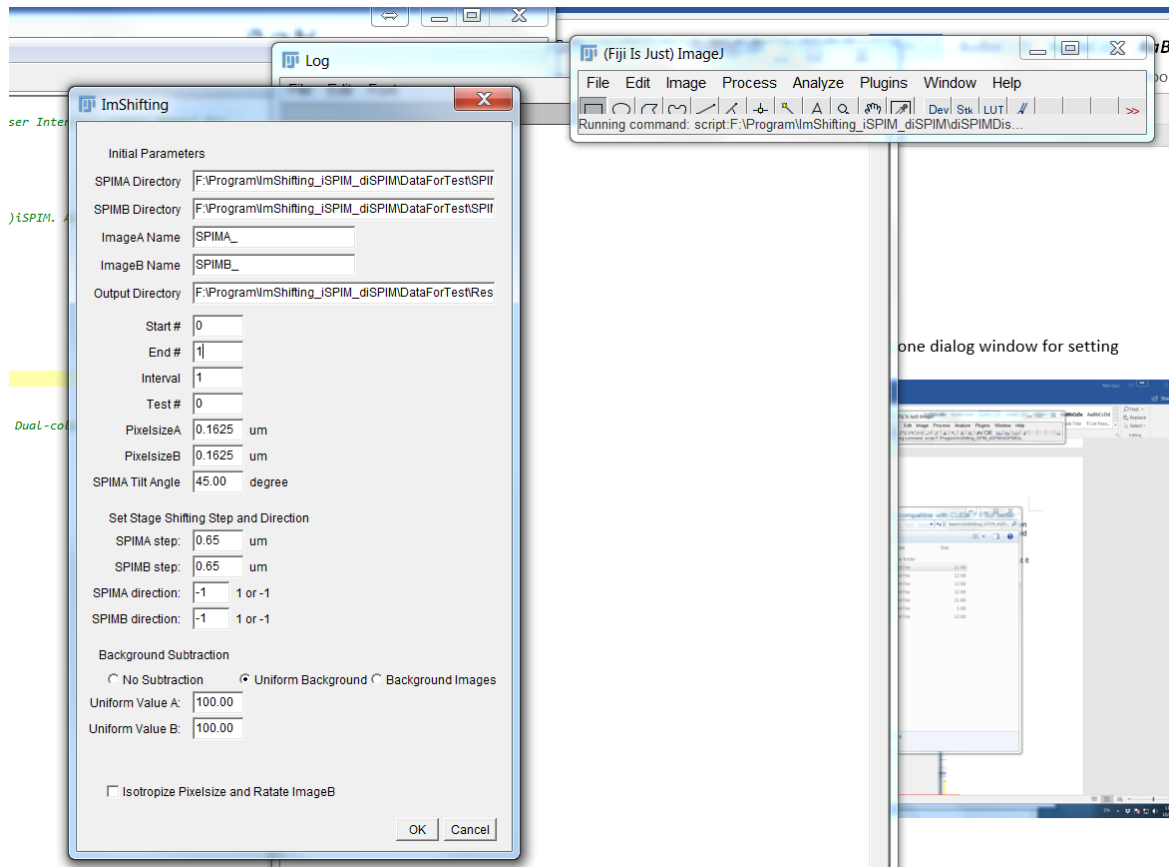 Log
(Fiji Is Just) ImageJ
File Edit Image Process Analyze Plugins Window Help
Dev Stk LUT
>>
Running command: script:F:\Program\ImShifting_iSPIM_diSPIM\diSPIMDis...
ImShifting
Initial Parameters
SPIMA Directory F:\Program\ImShifting_iSPIM_diSPIM\DataForTest\SPIM
SPIMB Directory F:\Program\ImShifting_iSPIM_diSPIM\DataForTest\SPIM
ImageA Name SPIMA_
ImageB Name SPIMB_
Output Directory F:\Program\ImShifting_iSPIM_diSPIM\DataForTest\Res
Start # 0
End # 1
Interval 1
Test # 0
PixelsizeA 0.1625 um
PixelsizeB 0.1625 um
SPIMA Tilt Angle 45.00 degree
Set Stage Shifting Step and Direction
SPIMA step: 0.65 um
SPIMB step: 0.65 um
SPIMA direction: -1 1 or -1
SPIMB direction: -1 1 or -1
Background Subtraction
No Subtraction Uniform Background Background Images
Uniform Value A: 100.00
Uniform Value B: 100.00
Isotropize Pixelsize and Ratate ImageB
OK Cancel
ser Inter
)iSPIM. A
Dual-col
one dialog window for setting